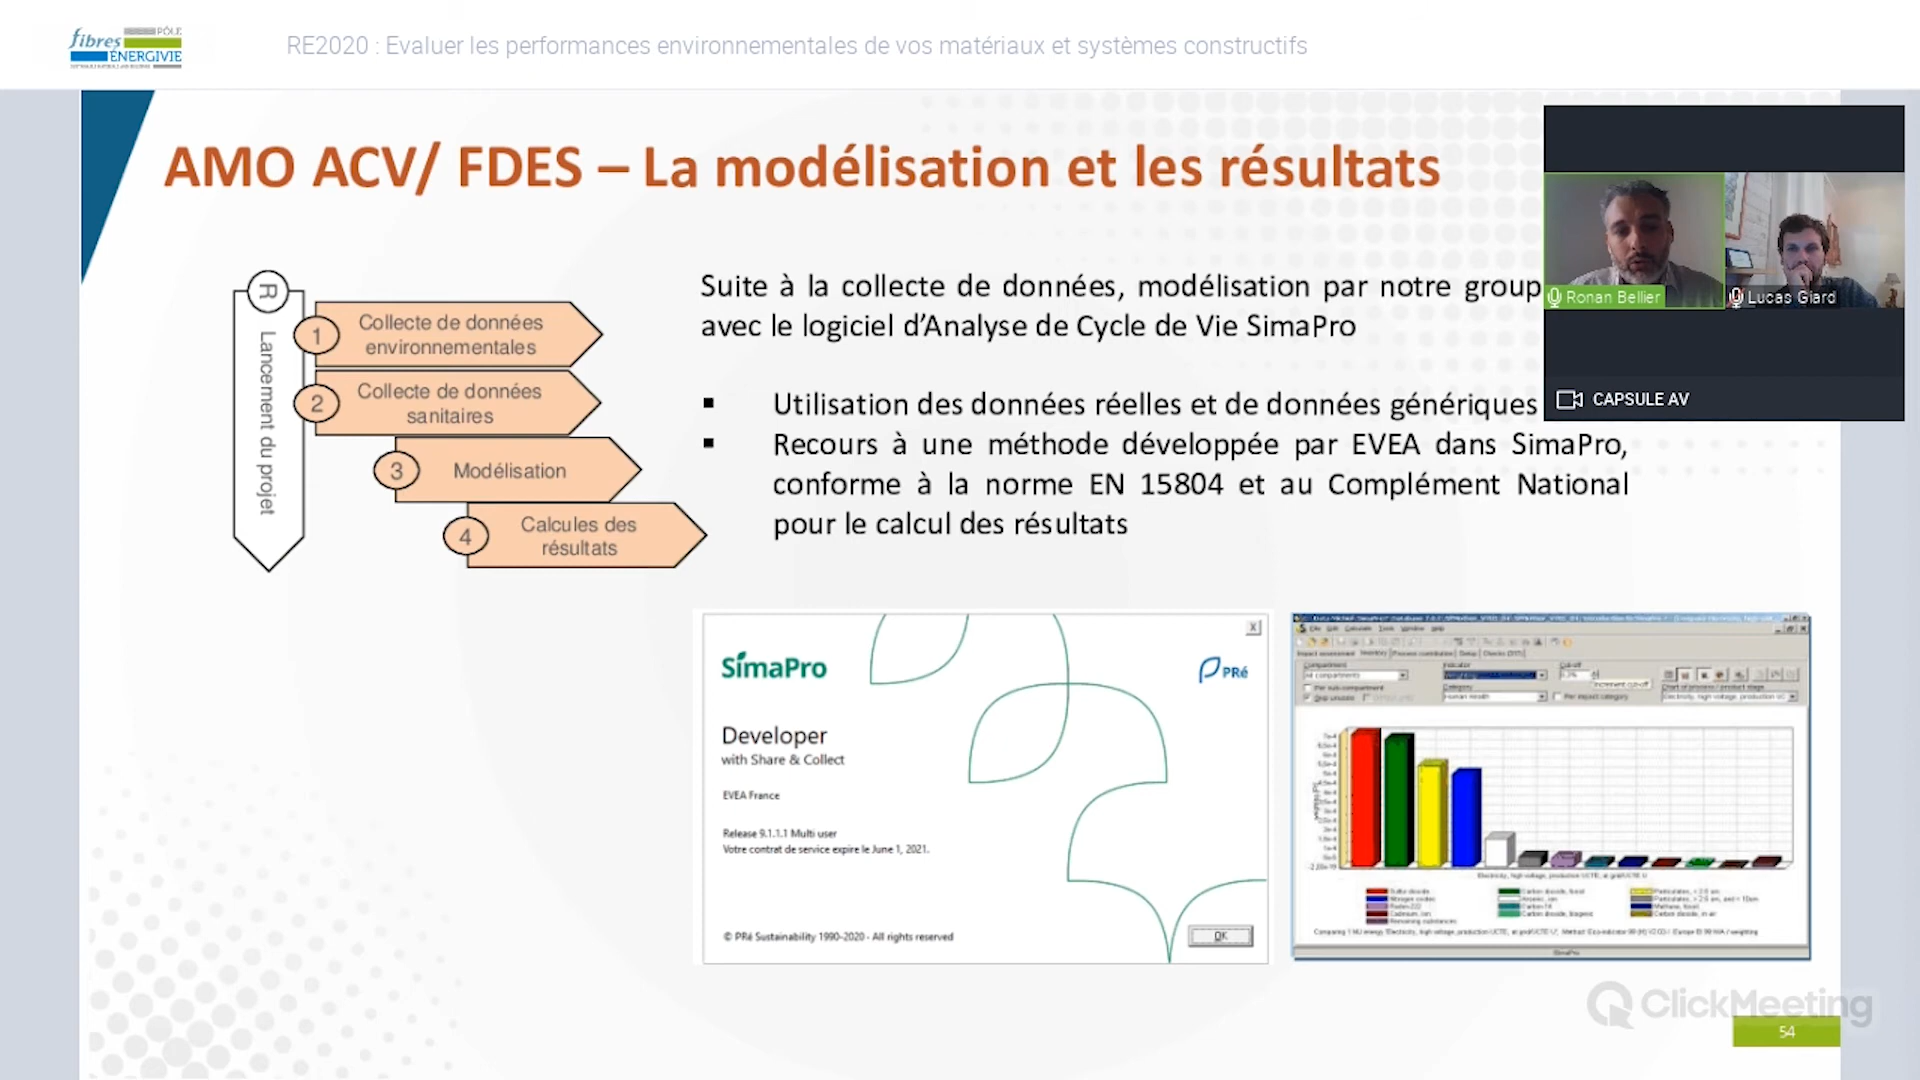 fibres
PÔLE
ÉNERGIVIE
RE2020 : Evaluer les performances environnementales de vos matériaux et systèmes constructifs
AMO ACV/ FDES – La modélisation et les résultats
R
Lancement du projet
1
Collecte de données
environnementales
2
Collecte de données
sanitaires
3
Modélisation
4
Calcules des
résultats
Suite à la collecte de données, modélisation par notre group
avec le logiciel d'Analyse de Cycle de Vie SimaPro
▪ Utilisation des données réelles et de données génériques
▪ Recours à une méthode développée par EVEA dans SimaPro,
conforme à la norme EN 15804 et au Complément National
pour le calcul des résultats
Ronan Bellier
Lucas Giard
CAPSULE AV
X
SimaPro
PRé
Developer
with Share & Collect
EVEA France
Release 9.1.1.1 Multi user
Votre contrat de service expire le June 1, 2021.
© PRé Sustainability 1990-2020 - All rights reserved
OK
Human Health
SimaPro
ClickMeeting
54